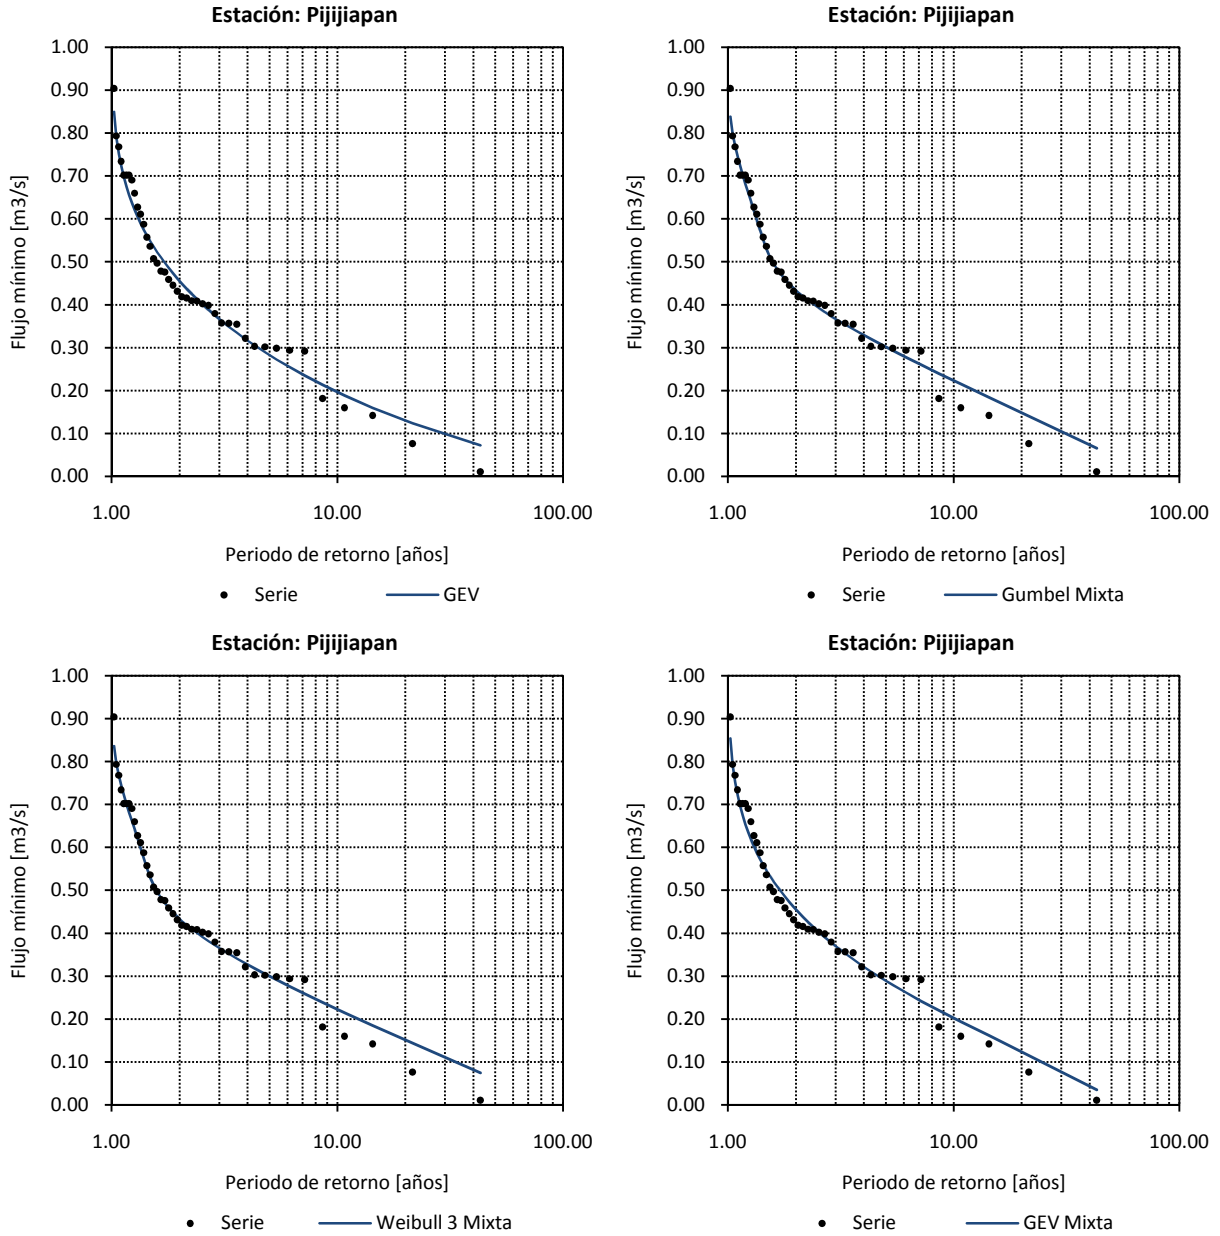 Estación: Pijijiapan
1.00
0.90
0.80
0.70
0.60
0.50
0.40
0.30
0.20
0.10
0.00
Flujo mínimo [m3/s]
1.00 10.00 100.00
Periodo de retorno [años]
Serie GEV
Estación: Pijijiapan
1.00
0.90
0.80
0.70
0.60
0.50
0.40
0.30
0.20
0.10
0.00
Flujo mínimo [m3/s]
1.00 10.00 100.00
Periodo de retorno [años]
Serie Gumbel Mixta
Estación: Pijijiapan
1.00
0.90
0.80
0.70
0.60
0.50
0.40
0.30
0.20
0.10
0.00
Flujo mínimo [m3/s]
1.00 10.00 100.00
Periodo de retorno [años]
Serie Weibull 3 Mixta
Estación: Pijijiapan
1.00
0.90
0.80
0.70
0.60
0.50
0.40
0.30
0.20
0.10
0.00
Flujo mínimo [m3/s]
1.00 10.00 100.00
Periodo de retorno [años]
Serie GEV Mixta